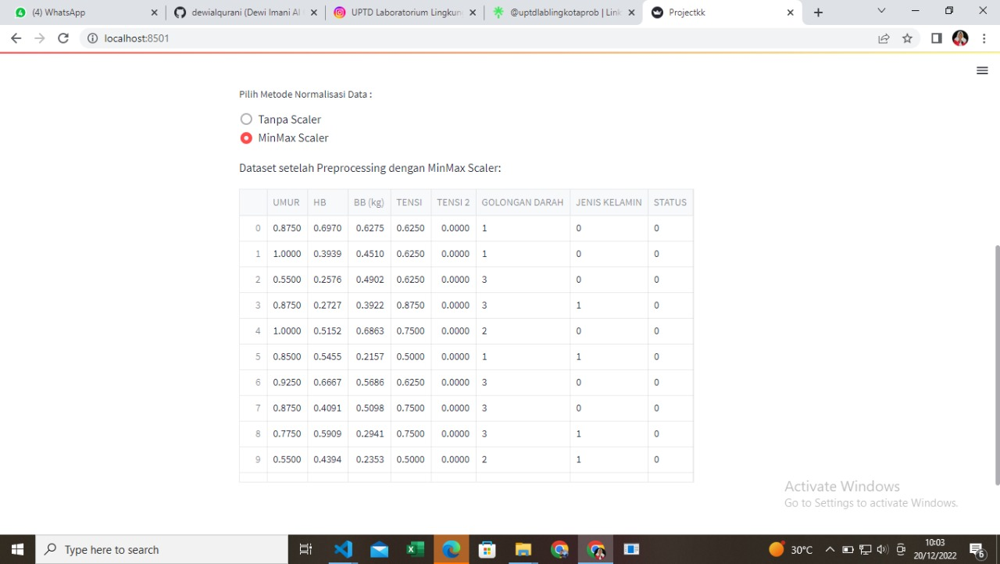 (4) WhatsApp
dewialqurani (Dewi Imani Al
UPTD Laboratorium Lingkun
@uptdlablingkotaprob | Link
Projectkk
localhost:8501
Pilih Metode Normalisasi Data :
Tanpa Scaler
MinMax Scaler
Dataset setelah Preprocessing dengan MinMax Scaler:
UMUR HB BB (kg) TENSI TENSI 2 GOLONGAN DARAH JENIS KELAMIN STATUS
0 0.8750 0.6970 0.6275 0.6250 0.0000 1 0 0
1 1.0000 0.3939 0.4510 0.6250 0.0000 1 0 0
2 0.5500 0.2576 0.4902 0.6250 0.0000 3 0 0
3 0.8750 0.2727 0.3922 0.8750 0.0000 3 1 0
4 1.0000 0.5152 0.6863 0.7500 0.0000 2 0 0
5 0.8500 0.5455 0.2157 0.5000 0.0000 1 1 0
6 0.9250 0.6667 0.5686 0.6250 0.0000 3 0 0
7 0.8750 0.4091 0.5098 0.7500 0.0000 3 0 0
8 0.7750 0.5909 0.2941 0.7500 0.0000 3 1 0
9 0.5500 0.4394 0.2353 0.5000 0.0000 2 1 0
Activate Windows
Go to Settings to activate Windows.
Type here to search
30°C
10:03
20/12/2022
6